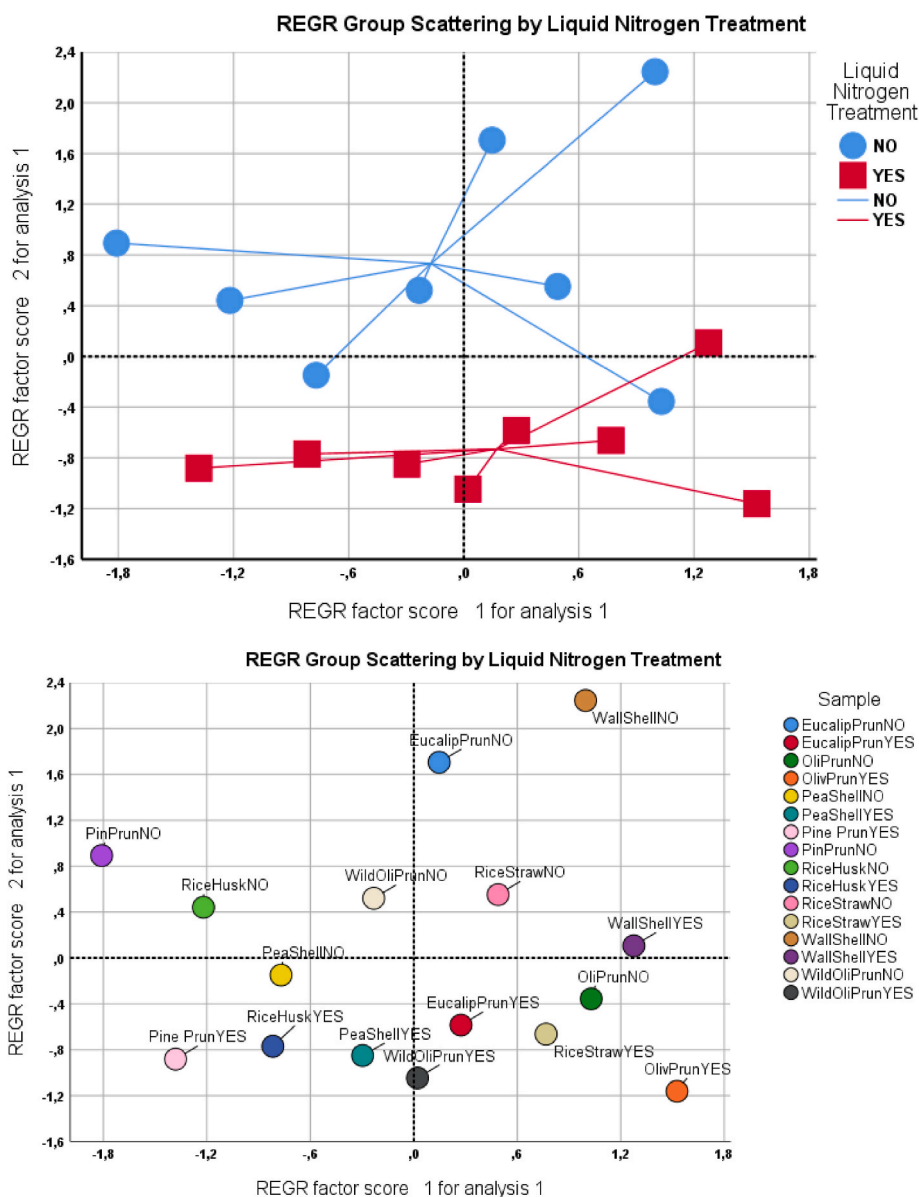 REGR Group Scattering by Liquid Nitrogen Treatment
2,4
2,0
1,6
1,2
,8
,4
,0
-,4
-,8
-1,2
-1,6
-1,8
-1,2
-,6
,0
,6
1,2
1,8
REGR factor score 2 for analysis 1
REGR factor score 1 for analysis 1
Liquid
Nitrogen
Treatment
NO
YES
NO
YES
REGR Group Scattering by Liquid Nitrogen Treatment
2,4
2,0
1,6
1,2
,8
,4
,0
-,4
-,8
-1,2
-1,6
-1,8
-1,2
-,6
,0
,6
1,2
1,8
REGR factor score 2 for analysis 1
REGR factor score 1 for analysis 1
WallShellNO
EucalipPrunNO
PinPrunNO
RiceHuskNO
WildOliPrunNO
RiceStrawNO
WallShellYES
PeaShellNO
OliPrunNO
EucalipPrunYES
RiceHuskYES
Pine PrunYES
PeaShellYES
WildOliPrunYES
RiceStrawYES
OlivPrunYES
Sample
EucalipPrunNO
EucalipPrunYES
OliPrunNO
OlivPrunYES
PeaShellNO
PeaShellYES
Pine PrunYES
PinPrunNO
RiceHuskNO
RiceHuskYES
RiceStrawNO
RiceStrawYES
WallShellNO
WallShellYES
WildOliPrunNO
WildOliPrunYES